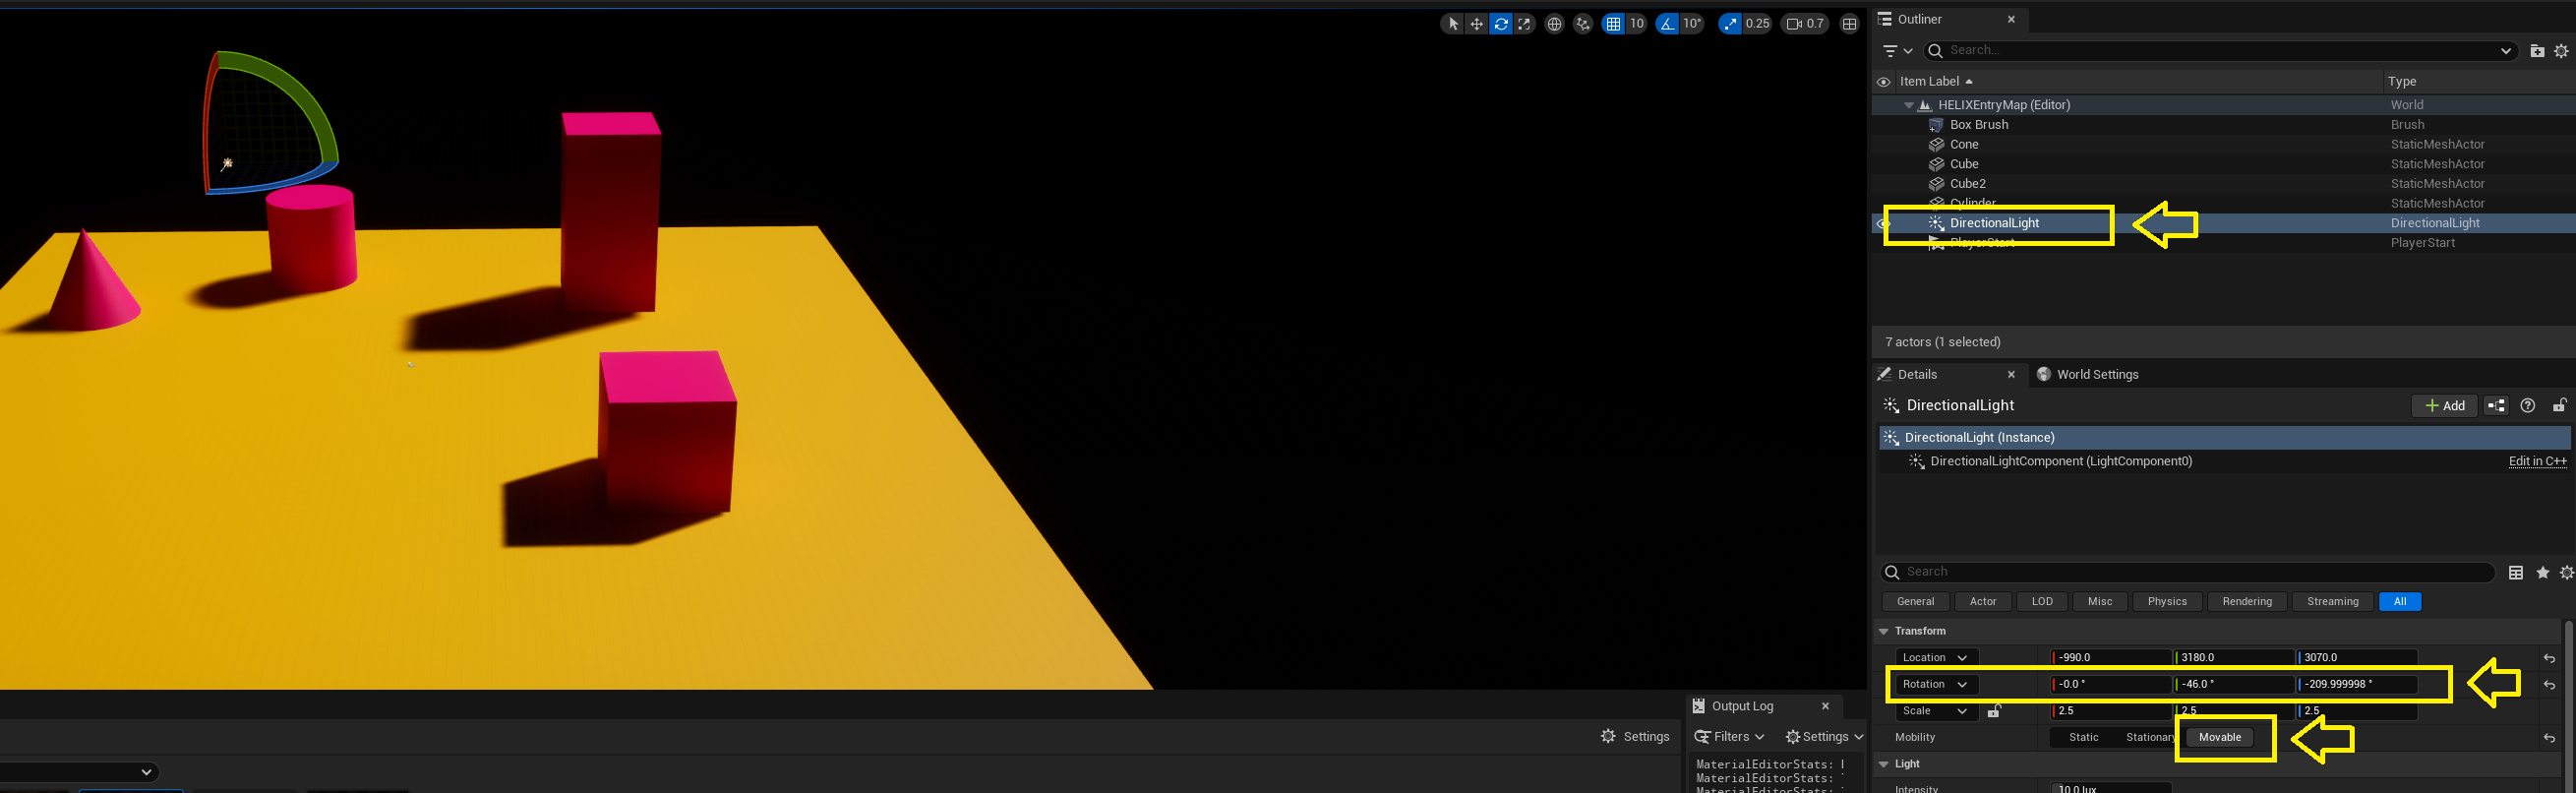 10
10°
0.25
0.7
Outliner
Search...
Item Label
Type
HELIXEntryMap (Editor)
World
Box Brush
Brush
Cone
StaticMeshActor
Cube
StaticMeshActor
Cube2
StaticMeshActor
Cylinder
StaticMeshActor
DirectionalLight
DirectionalLight
PlayerStart
PlayerStart
7 actors (1 selected)
Details
World Settings
DirectionalLight
Add
DirectionalLight (Instance)
DirectionalLightComponent (LightComponent0)
Edit in C++
Search
General
Actor
LOD
Misc
Physics
Rendering
Streaming
All
Transform
Location
-990.0
3180.0
3070.0
Rotation
-0.0 °
-46.0 °
-209.999998 °
Scale
2.5
2.5
2.5
Mobility
Static
Stationary
Movable
Light
Intensity
10.0 lux
Settings
Output Log
Filters
Settings
MaterialEditorStats:
MaterialEditorStats:
MaterialEditorStats: